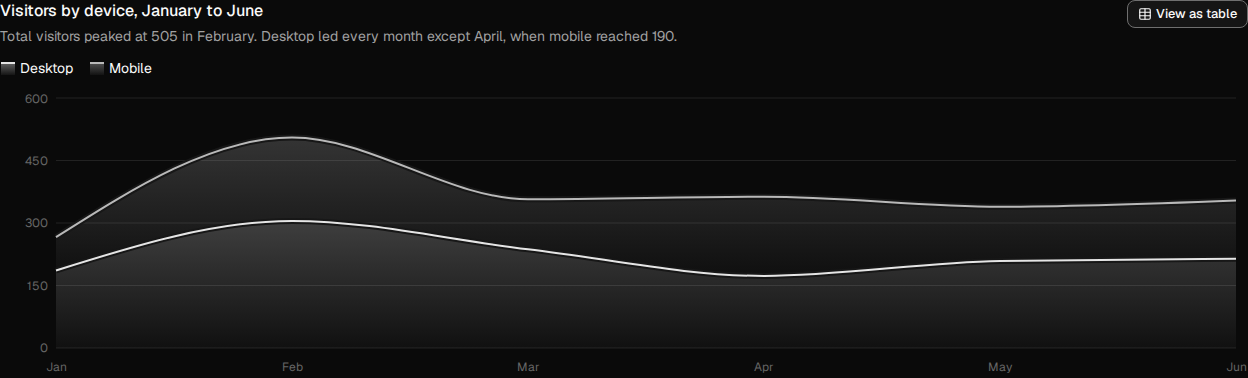 Visitors by device, January to June
View as table
Total visitors peaked at 505 in February. Desktop led every month except April, when mobile reached 190.
Desktop Mobile
600
450
300
150
0
Jan Feb Mar Apr May Jun